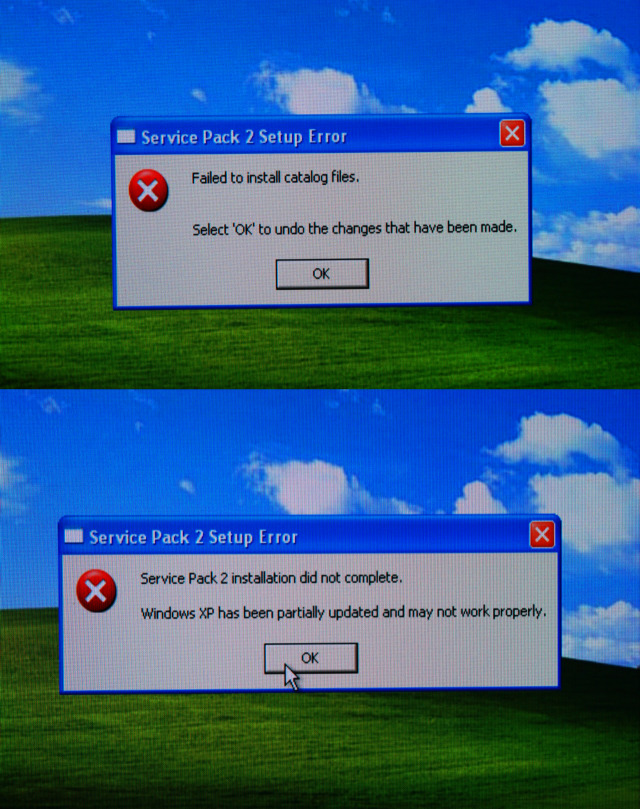 Service Pack 2 Setup Error
Failed to install catalog files.
Select 'OK' to undo the changes that have been made.
OK
Service Pack 2 Setup Error
Service Pack 2 installation did not complete.
Windows XP has been partially updated and may not work properly.
OK